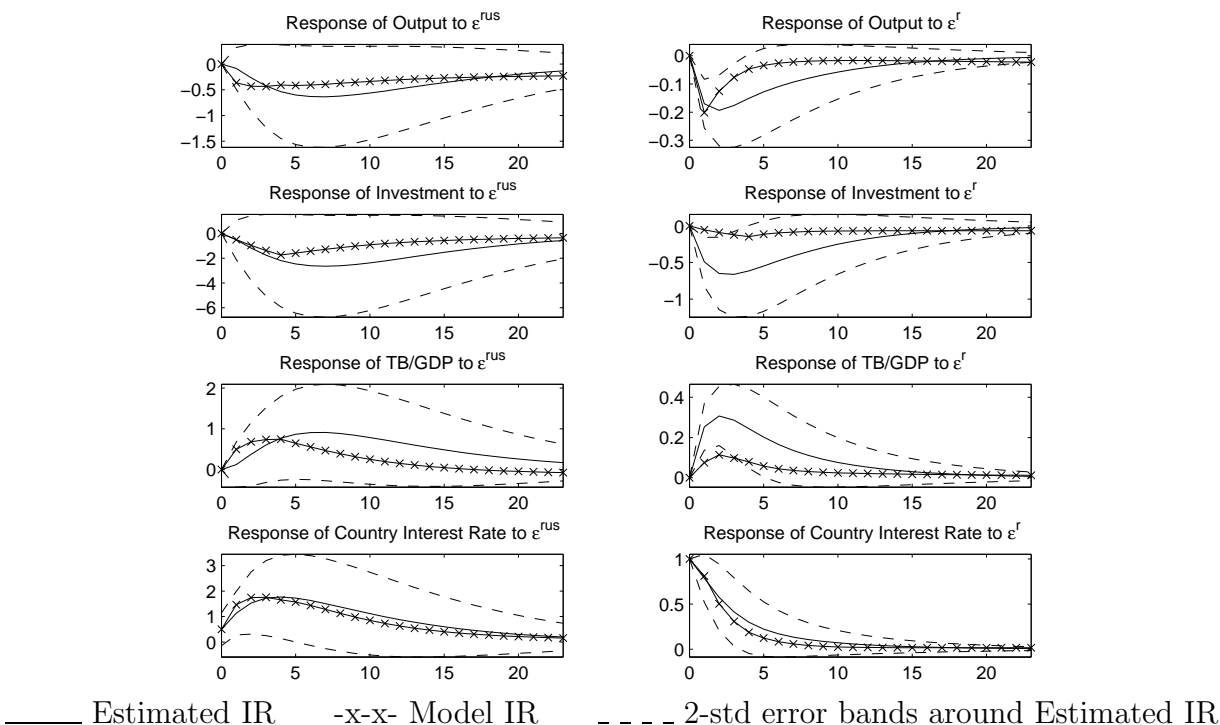 Response of Output to ε^rus
0
−0.5
−1
−1.5
0 5 10 15 20
Response of Output to ε^r
0
−0.1
−0.2
−0.3
0 5 10 15 20
Response of Investment to ε^rus
0
−2
−4
−6
0 5 10 15 20
Response of Investment to ε^r
0
−0.5
−1
0 5 10 15 20
Response of TB/GDP to ε^rus
2
1
0
0 5 10 15 20
Response of TB/GDP to ε^r
0.4
0.2
0
0 5 10 15 20
Response of Country Interest Rate to ε^rus
3
2
1
0
0 5 10 15 20
Response of Country Interest Rate to ε^r
1
0.5
0
0 5 10 15 20
Estimated IR -x-x- Model IR 2-std error bands around Estimated IR